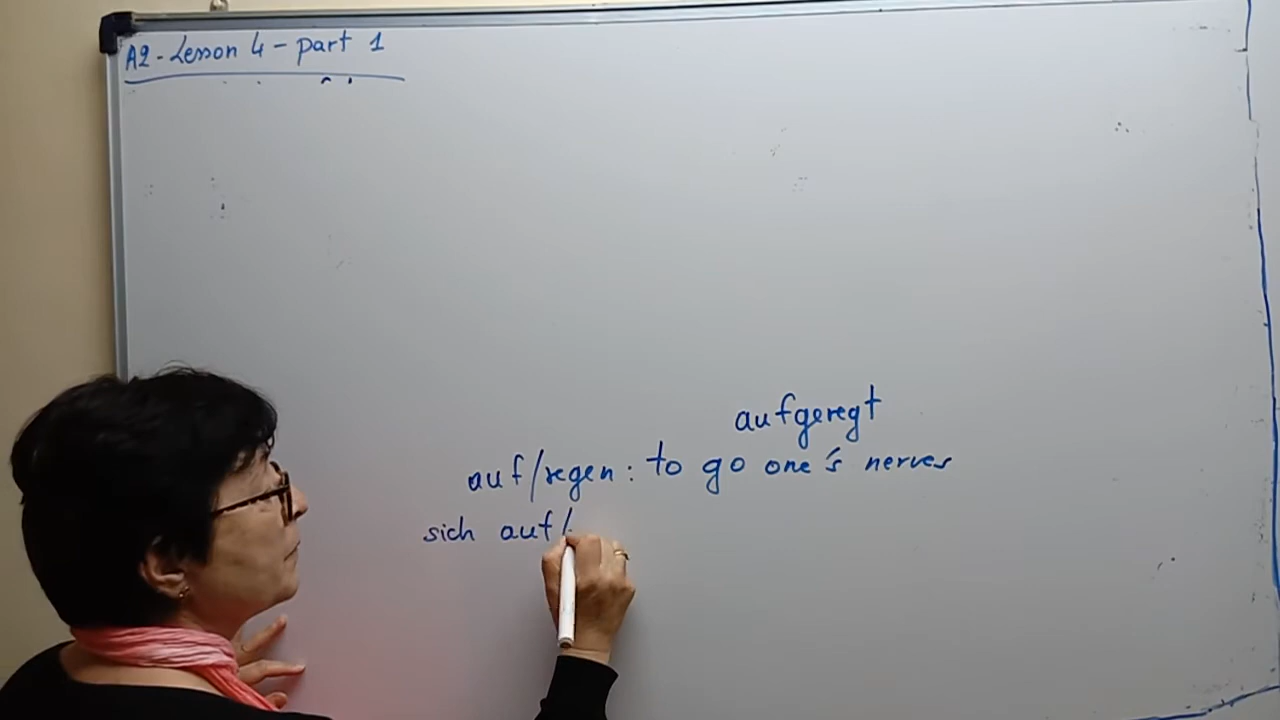 A2 - Lesson 4 - part 1
aufgeregt
auf/regen : to go one's nerves
sich auf/